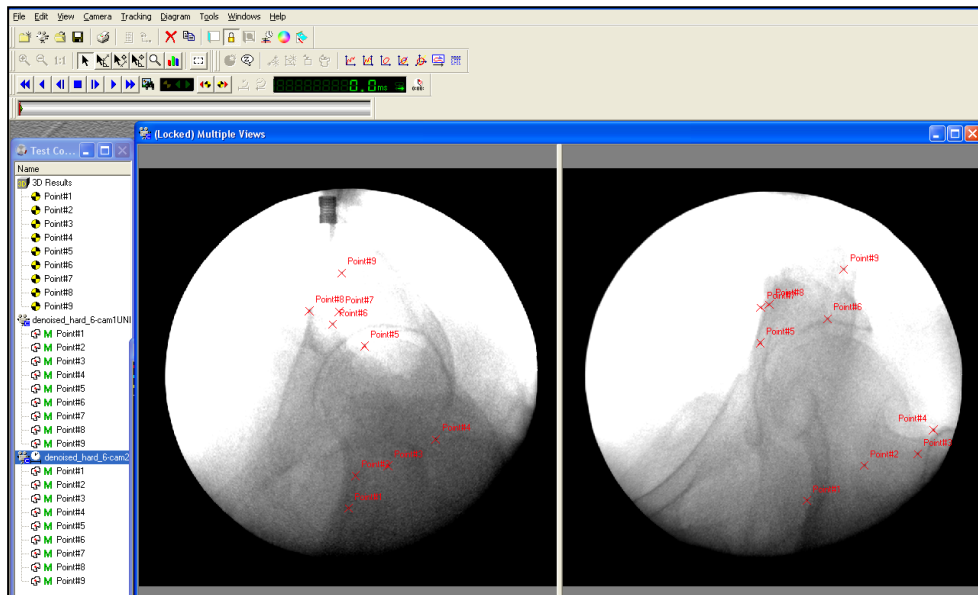 File Edit View Camera Tracking Diagram Tools Windows Help
1:1
0.0 ms
Test Co...
(Locked) Multiple Views
Name
3D Results
Point#1
Point#2
Point#3
Point#4
Point#5
Point#6
Point#7
Point#8
Point#9
denoised_hard_6-cam1UNI
M Point#1
M Point#2
M Point#3
M Point#4
M Point#5
M Point#6
M Point#7
M Point#8
M Point#9
denoised_hard_6-cam2
M Point#1
M Point#2
M Point#3
M Point#4
M Point#5
M Point#6
M Point#7
M Point#8
M Point#9
Point#9
Point#8
Point#7
Point#6
Point#5
Point#4
Point#9
Point#8
Point#6
Point#5
Point#4
Point#2